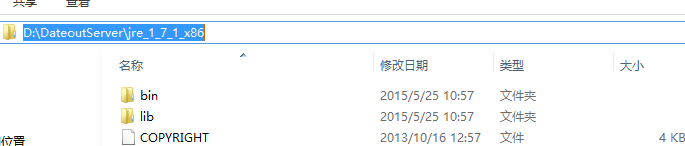 共享 查看
D:\DateoutServer\jre_1_7_1_x86
名称 修改日期 类型 大小
bin 2015/5/25 10:57 文件夹
lib 2015/5/25 10:57 文件夹
COPYRIGHT 2013/10/16 12:57 文件 4 KB
位置